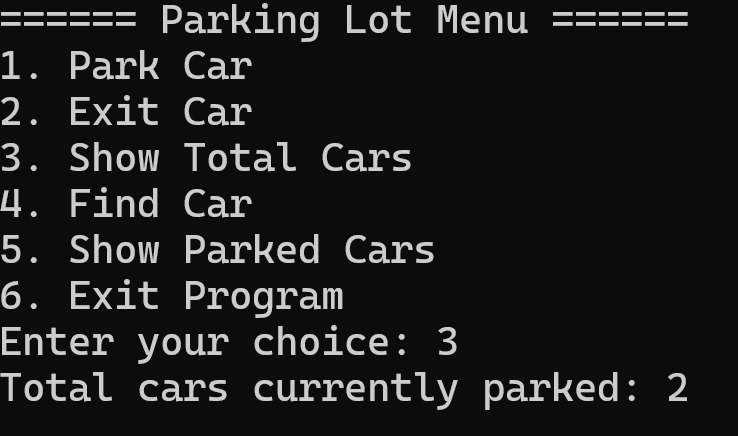 ====== Parking Lot Menu ======
1. Park Car
2. Exit Car
3. Show Total Cars
4. Find Car
5. Show Parked Cars
6. Exit Program
Enter your choice: 3
Total cars currently parked: 2